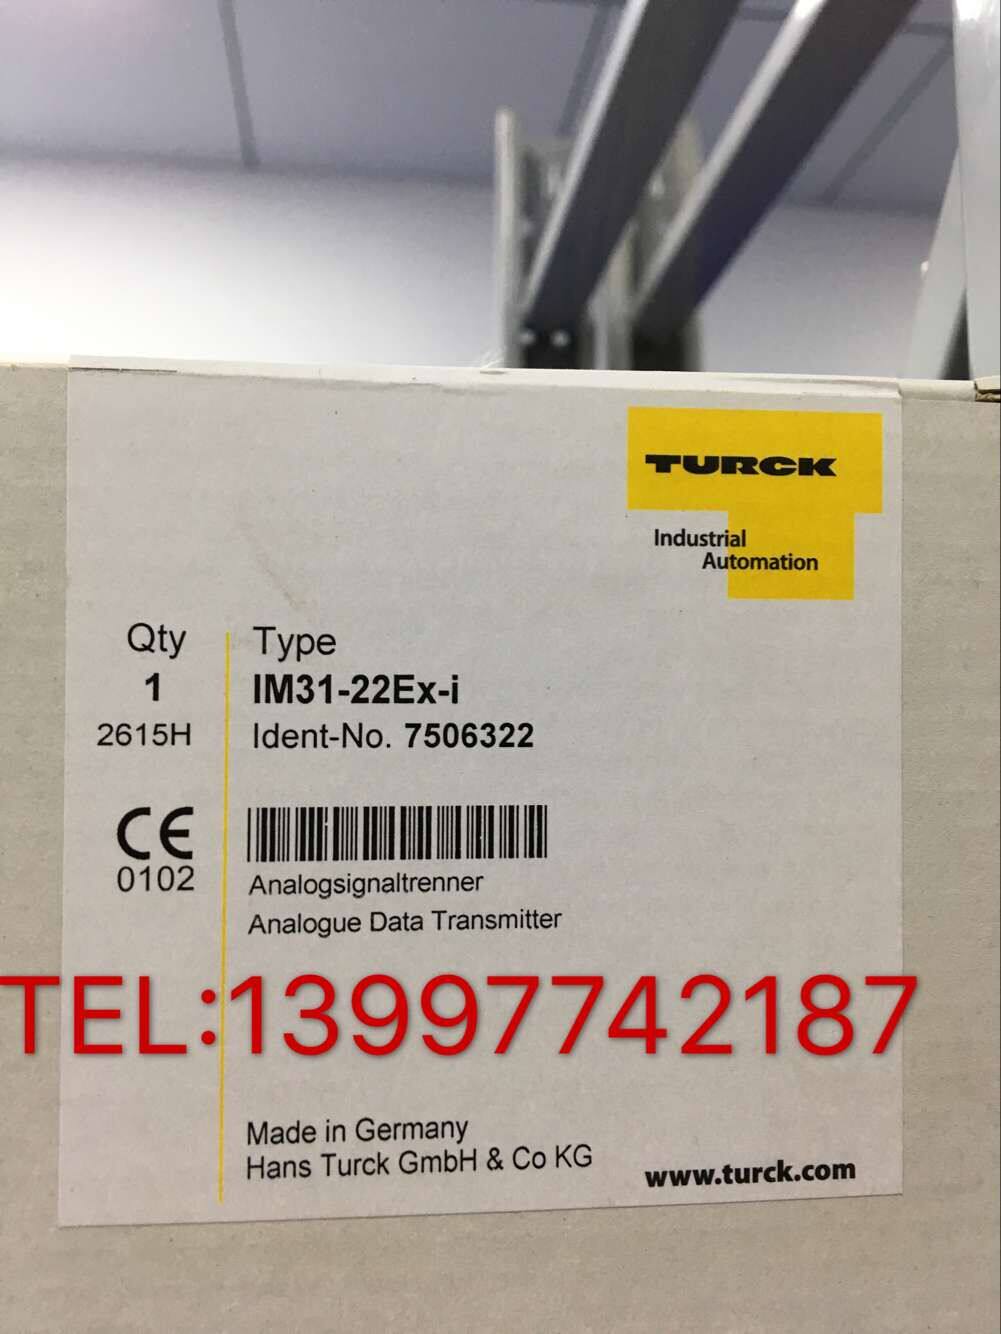 TURCK
Industrial
Automation
Qty
1
2615H
Type
IM31-22Ex-i
Ident-No. 7506322
CE
0102
Analogsignaltrenner
Analogue Data Transmitter
TEL:13997742187
Made in Germany
Hans Turck GmbH & Co KG
www.turck.com